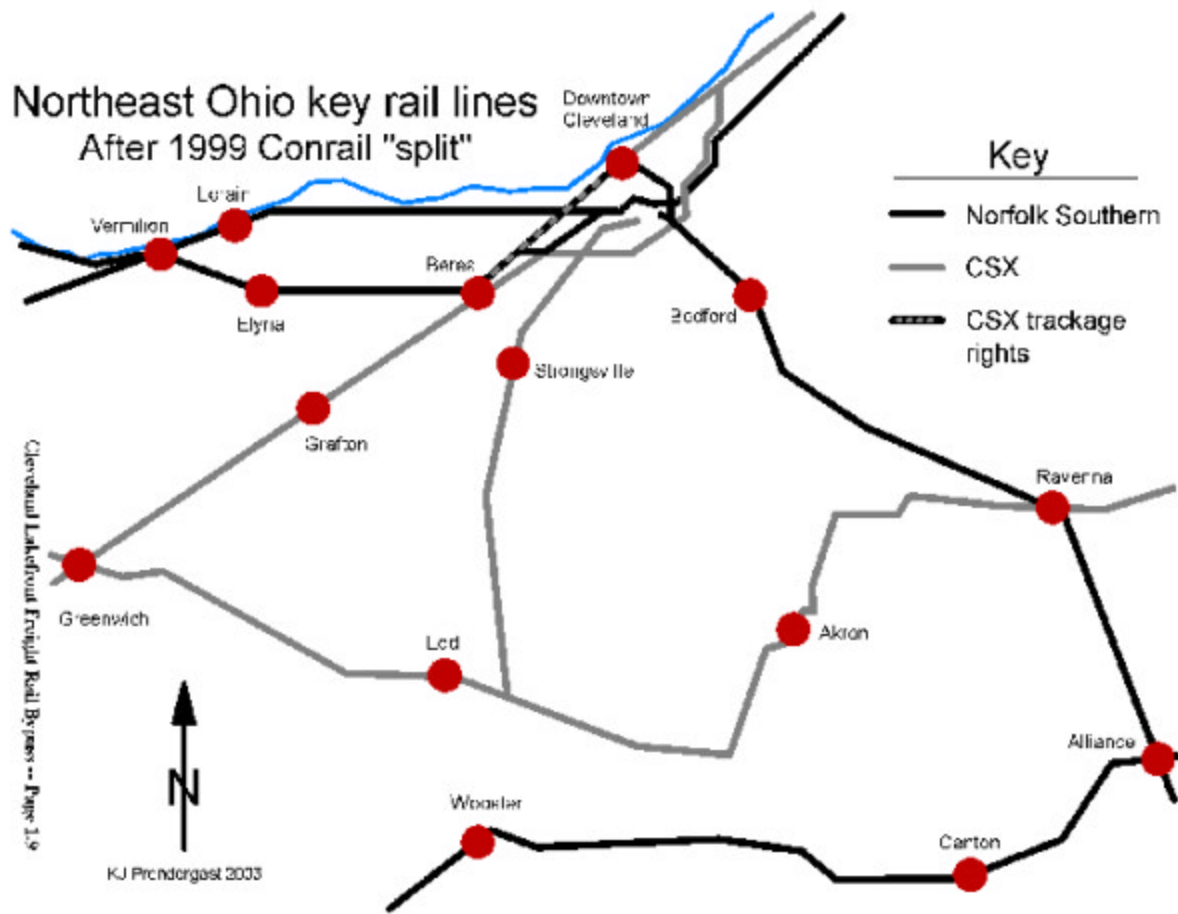 Northeast Ohio key rail lines
After 1999 Conrail "split"
Downtown
Cleveland
Key
Norfolk Southern
CSX
CSX trackage
rights
Lorain
Vermilion
Berea
Elyria
Bedford
Strongsville
Grafton
Ravenna
Greenwich
Lodi
Akron
Alliance
Wooster
Canton
N
KJ Prendergast 2003
Cleveland Lakefront Freight Rail Bypass -- Page 1.9